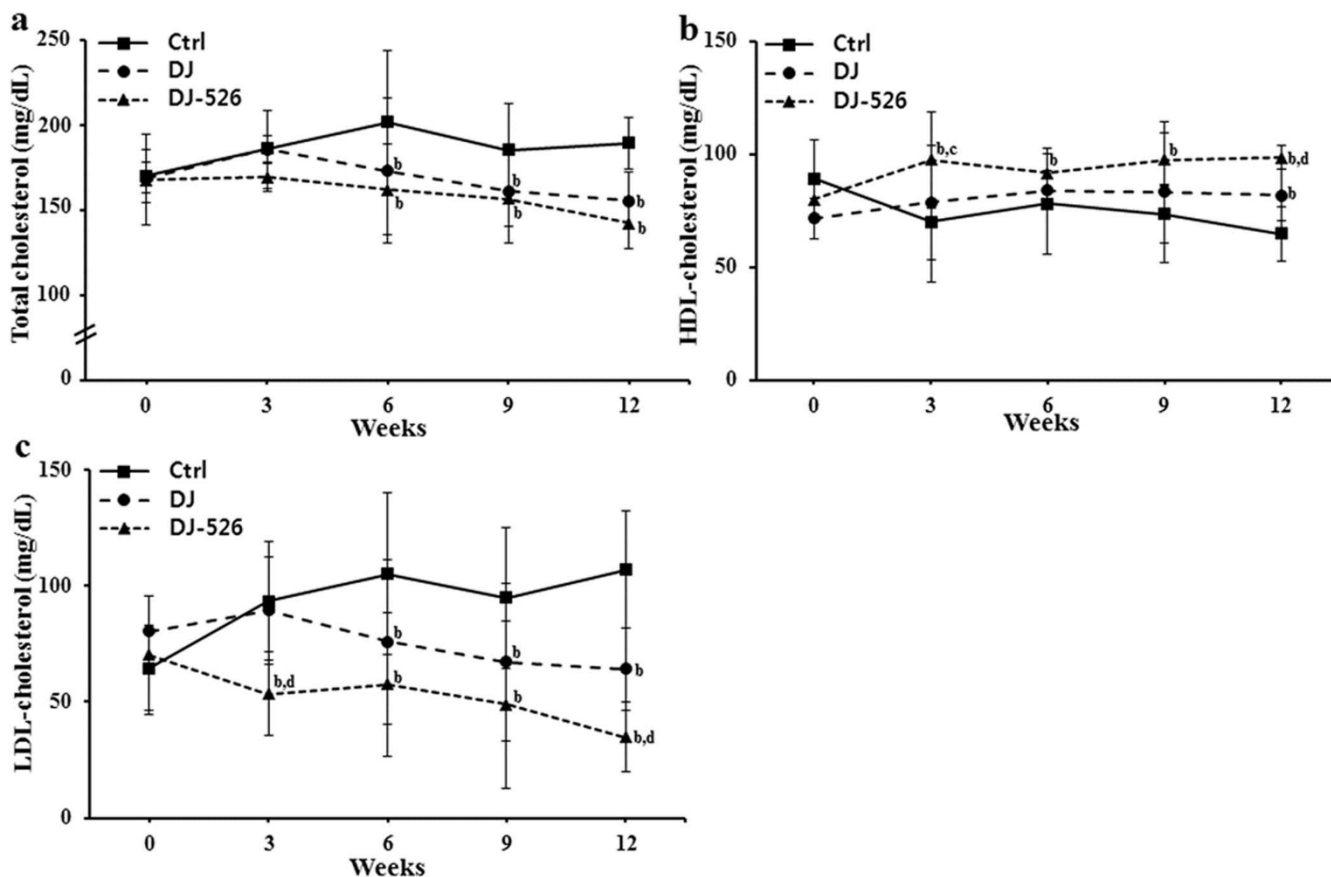 a
Total cholesterol (mg/dL)
250
200
150
100
0
Ctrl
DJ
DJ-526
b
b
b
b
b
b
0 3 6 9 12
Weeks
b
HDL-cholesterol (mg/dL)
150
100
50
0
Ctrl
DJ
DJ-526
b,c
b
b
b,d
b
0 3 6 9 12
Weeks
c
LDL-cholesterol (mg/dL)
150
100
50
0
Ctrl
DJ
DJ-526
b
b
b
b,d
b
b
b,d
0 3 6 9 12
Weeks